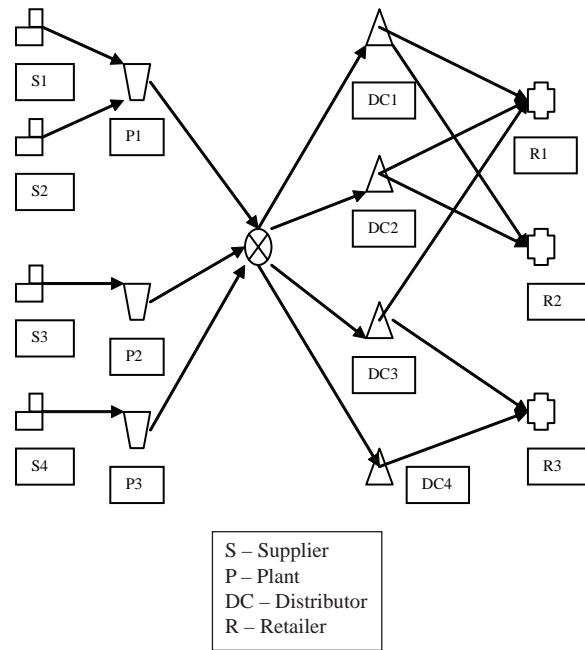 S1
P1
S2
DC1
R1
DC2
R2
S3
P2
DC3
S4
P3
DC4
R3
S – Supplier
P – Plant
DC – Distributor
R – Retailer